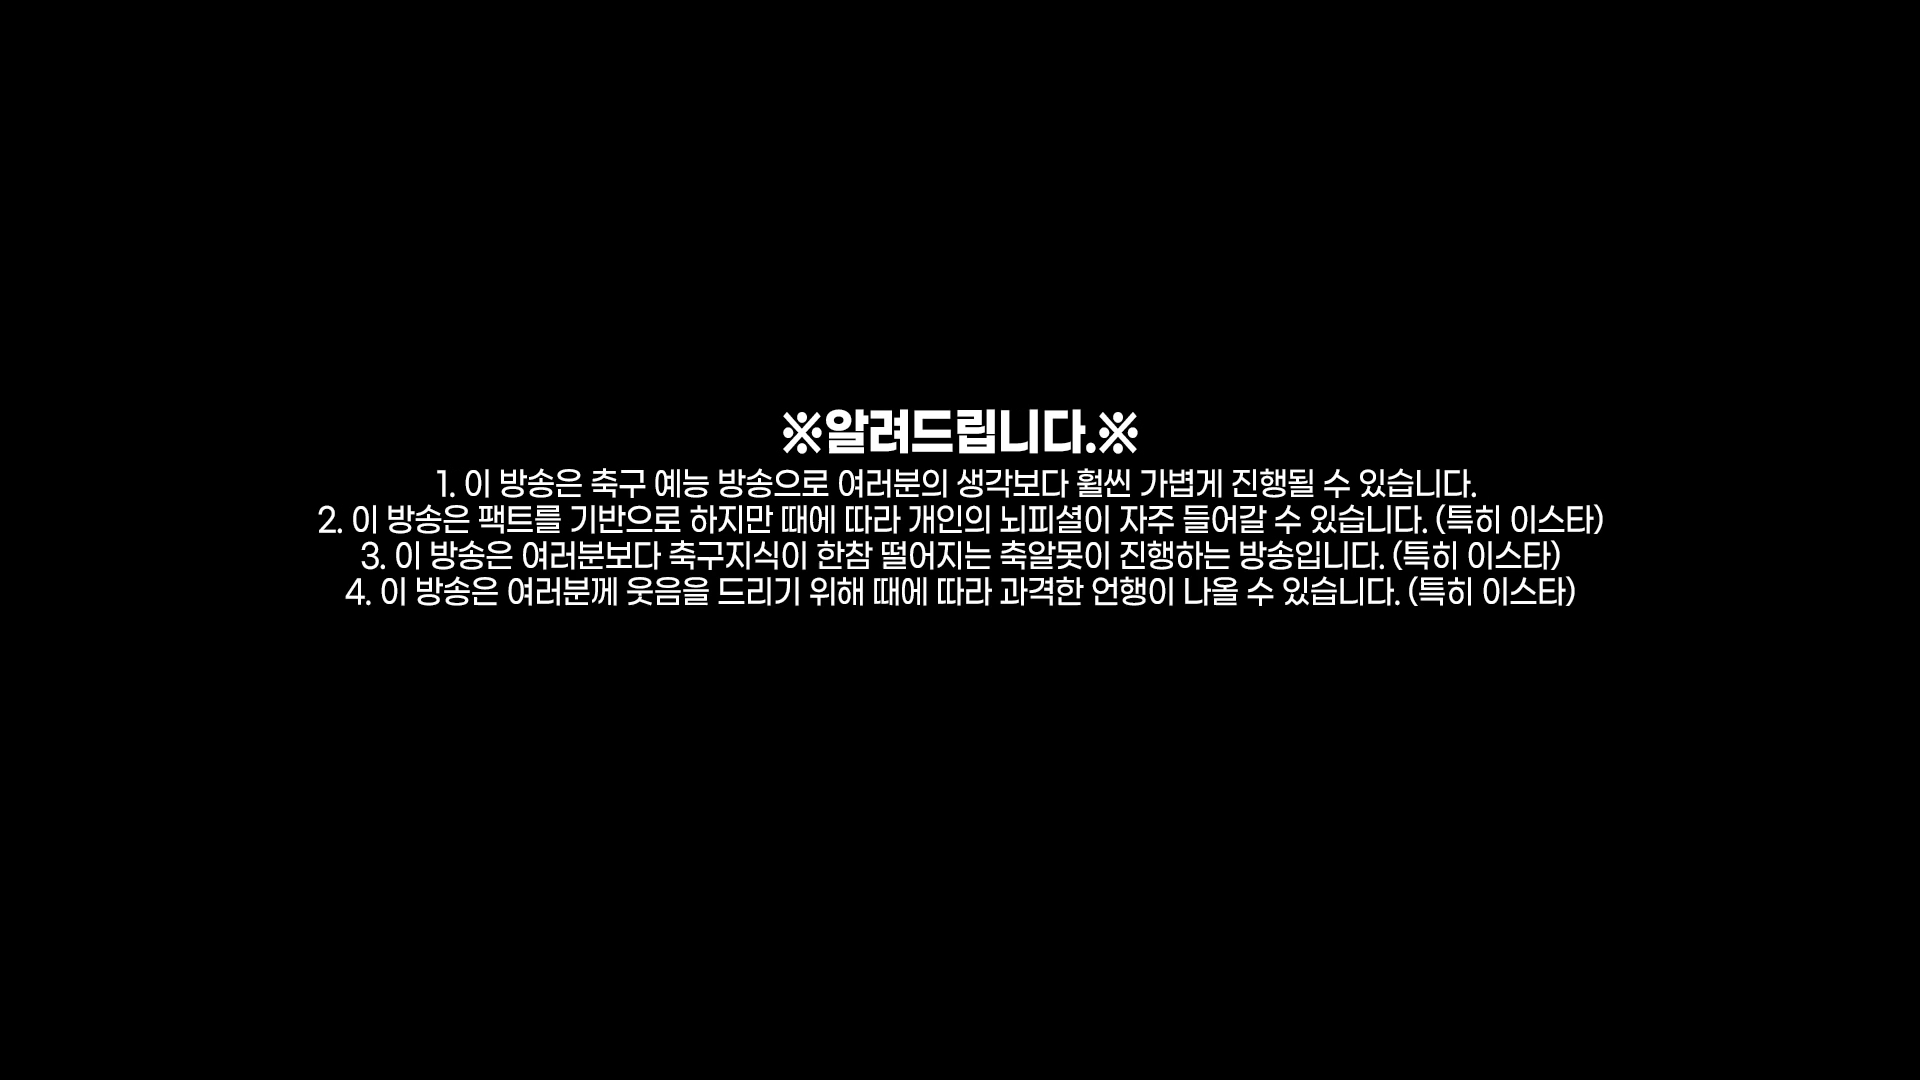 ※알려드립니다.※
1. 이 방송은 축구 예능 방송으로 여러분의 생각보다 훨씬 가볍게 진행될 수 있습니다.
2. 이 방송은 팩트를 기반으로 하지만 때에 따라 개인의 뇌피셜이 자주 들어갈 수 있습니다. (특히 이스타)
3. 이 방송은 여러분보다 축구지식이 한참 떨어지는 축알못이 진행하는 방송입니다. (특히 이스타)
4. 이 방송은 여러분께 웃음을 드리기 위해 때에 따라 과격한 언행이 나올 수 있습니다. (특히 이스타)